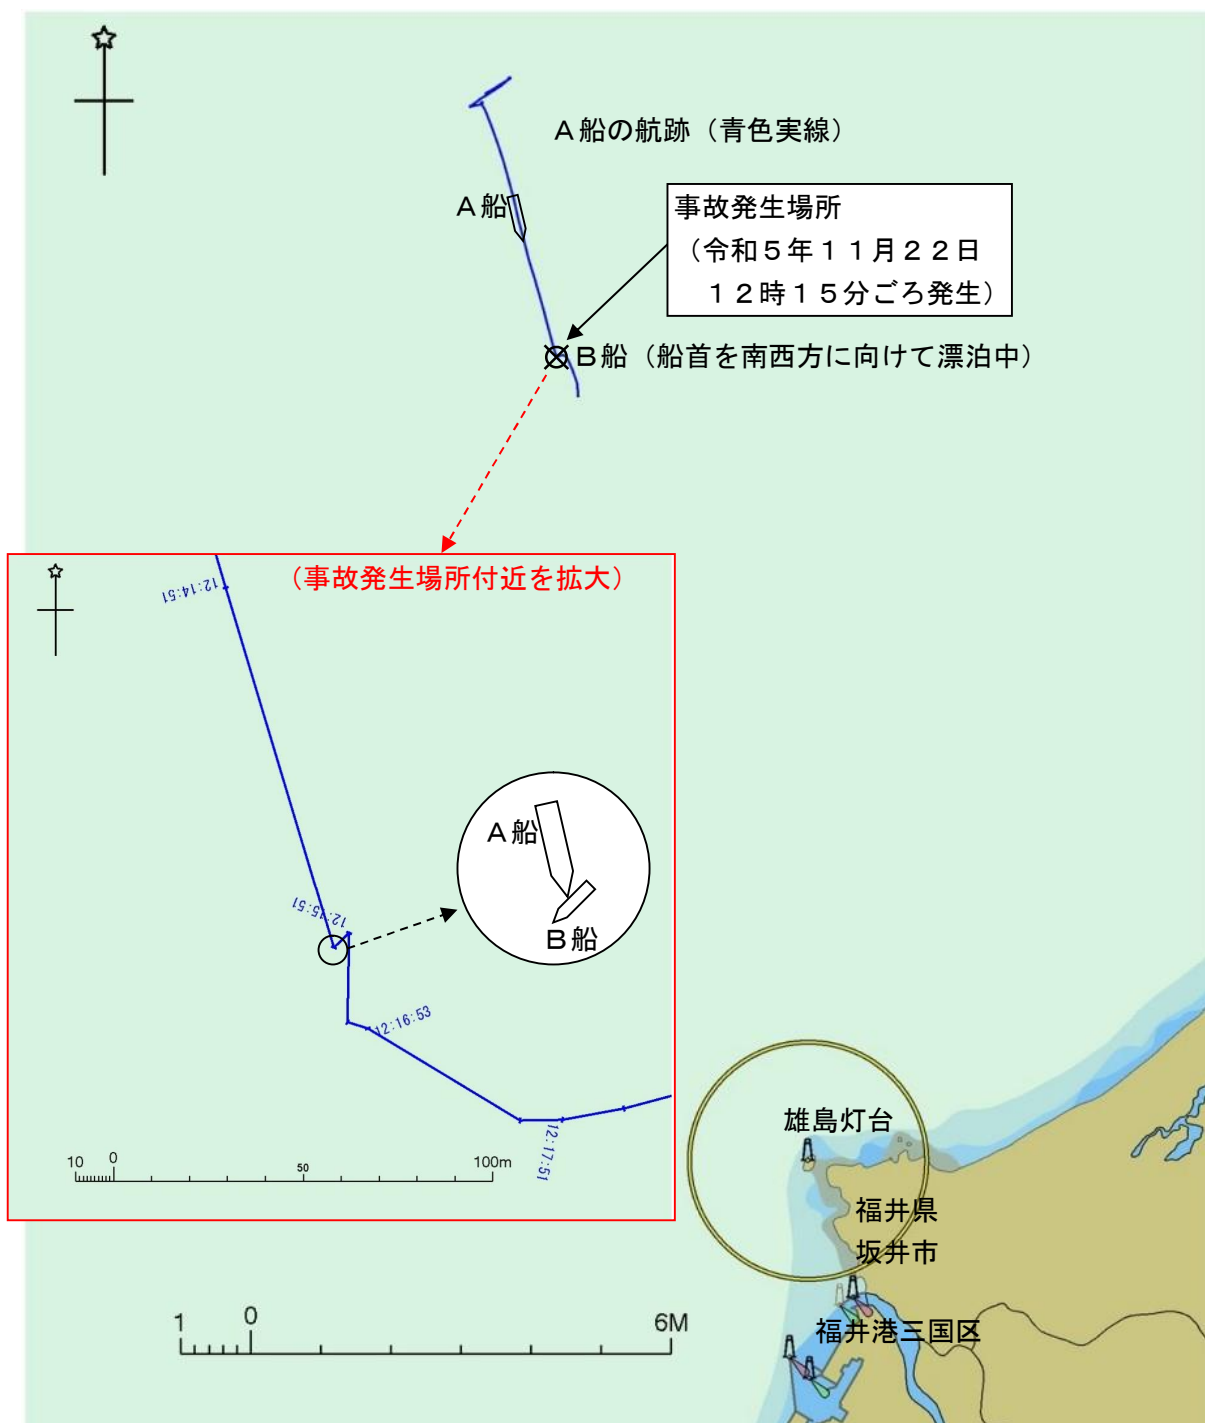 A船の航跡（青色実線）
A船
事故発生場所
（令和５年１１月２２日
１２時１５分ごろ発生）
B船（船首を南西方に向けて漂泊中）
（事故発生場所付近を拡大）
12:14:51
A船
12:15:51
B船
12:16:53
12:17:51
10 0 50 100m
雄島灯台
福井県
坂井市
福井港三国区
1 0 6M